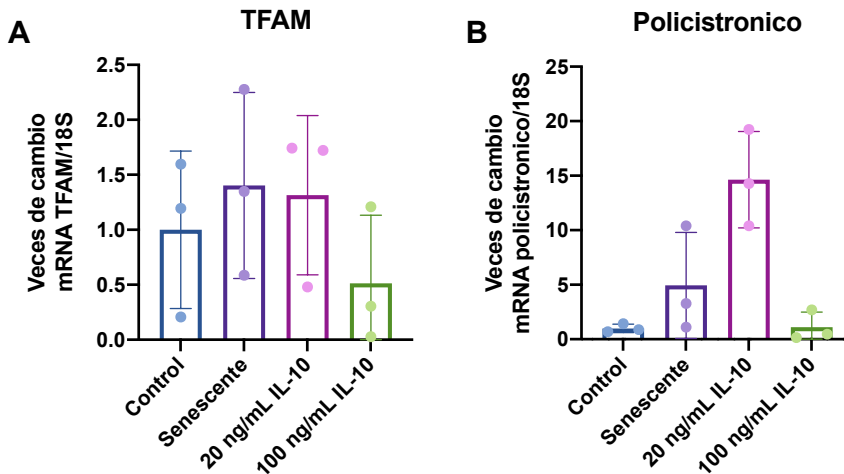 A
TFAM
Veces de cambio
mRNA TFAM/18S
2.5
2.0
1.5
1.0
0.5
0.0
Control
Senescente
20 ng/mL IL-10
100 ng/mL IL-10
B
Policistronico
Veces de cambio
mRNA policistronico/18S
25
20
15
10
5
0
Control
Senescente
20 ng/mL IL-10
100 ng/mL IL-10